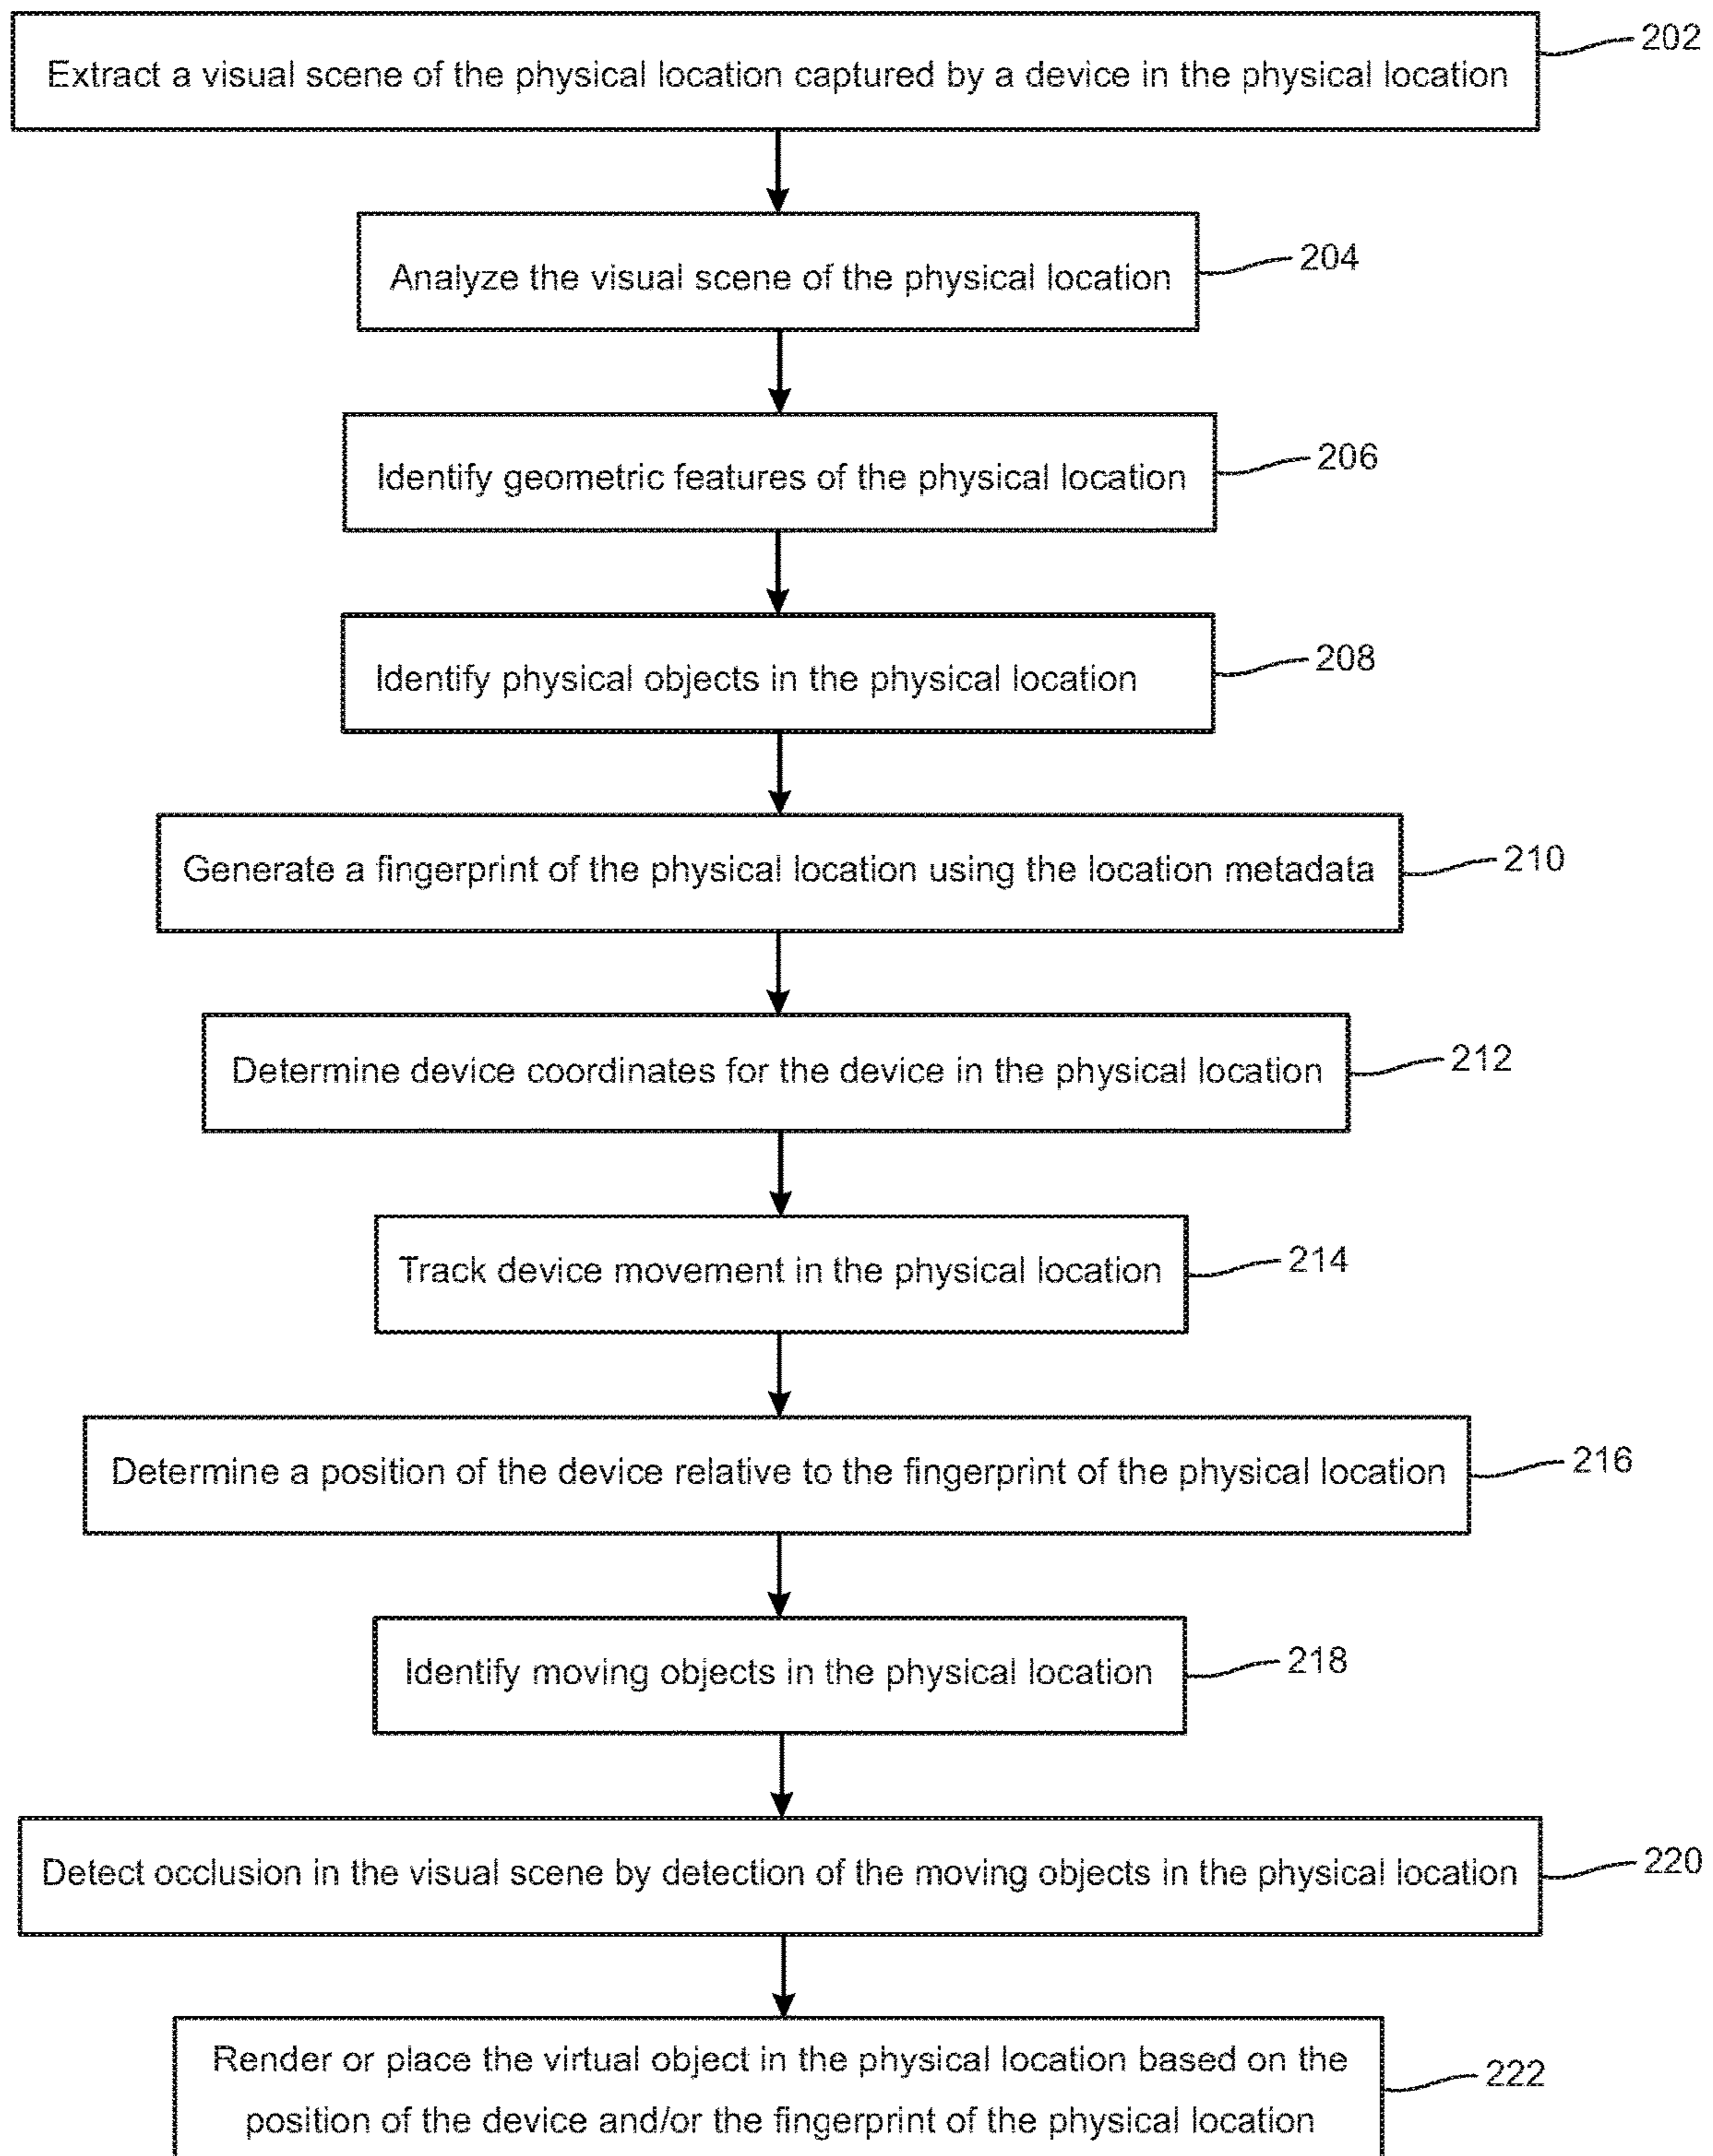 202
Extract a visual scene of the physical location captured by a device in the physical location
204
Analyze the visual scene of the physical location
206
Identify geometric features of the physical location
208
Identify physical objects in the physical location
210
Generate a fingerprint of the physical location using the location metadata
212
Determine device coordinates for the device in the physical location
214
Track device movement in the physical location
216
Determine a position of the device relative to the fingerprint of the physical location
218
Identify moving objects in the physical location
220
Detect occlusion in the visual scene by detection of the moving objects in the physical location
222
Render or place the virtual object in the physical location based on the
position of the device and/or the fingerprint of the physical location